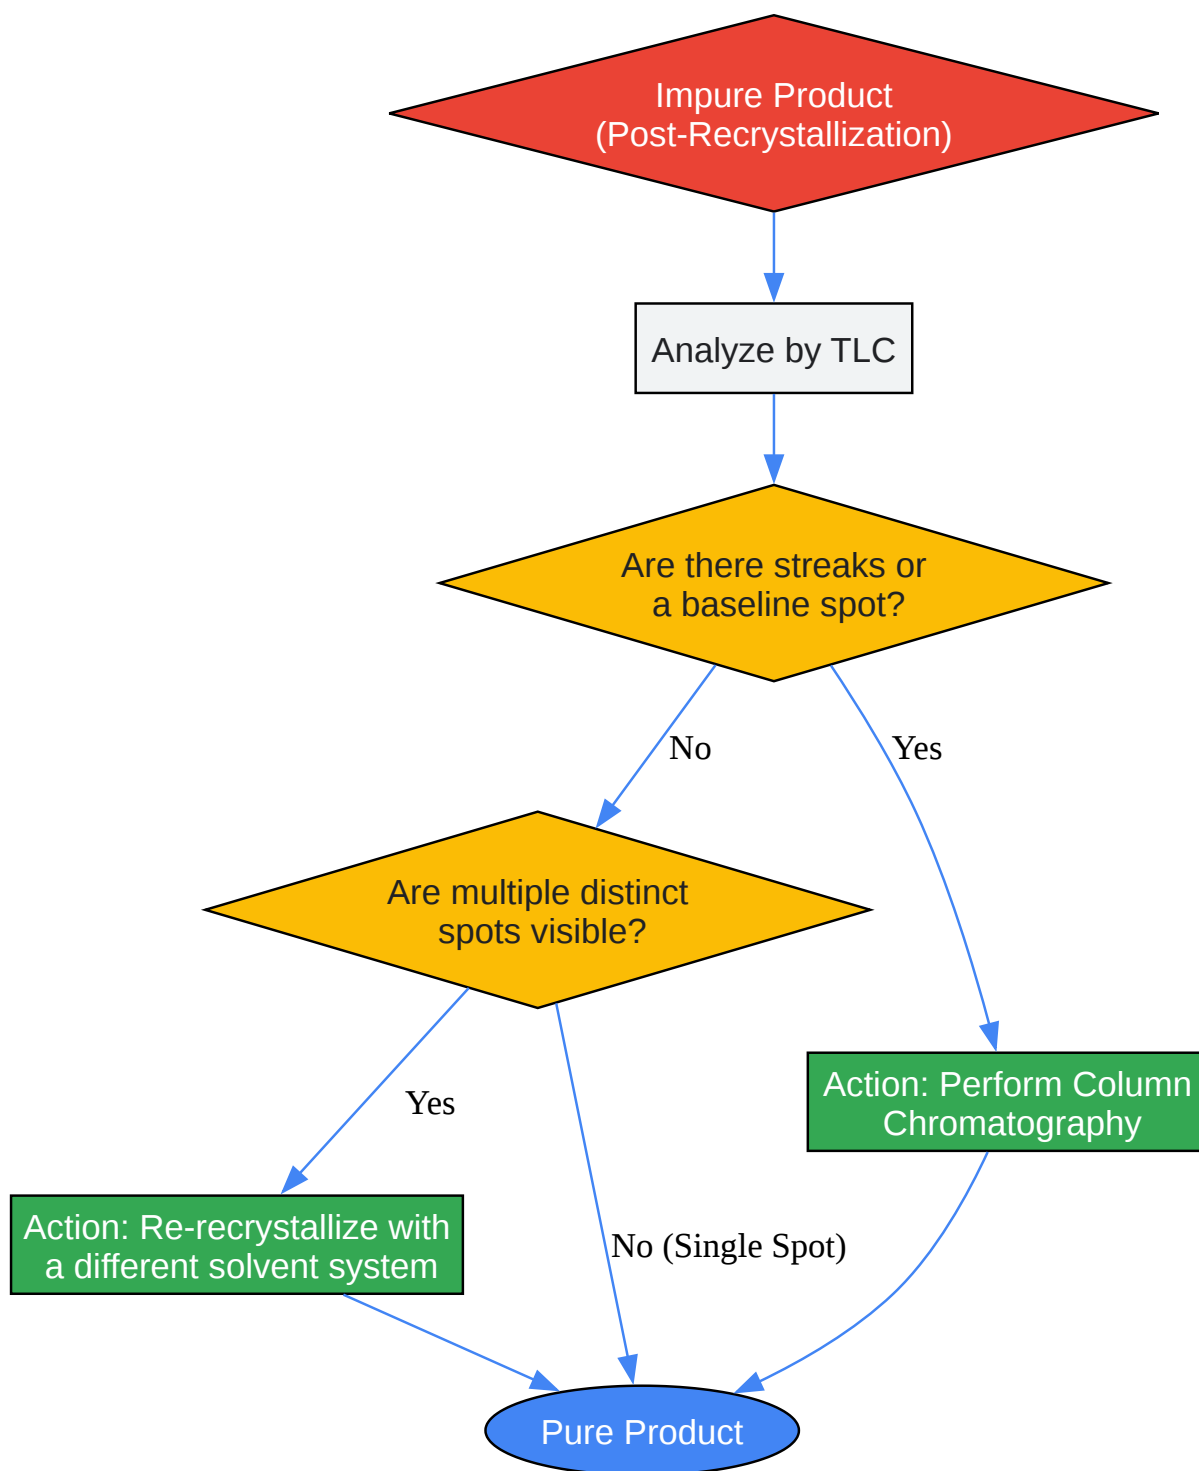 Impure Product
(Post-Recrystallization)
Analyze by TLC
Are there streaks or
a baseline spot?
No
Yes
Are multiple distinct
spots visible?
Yes
Action: Perform Column
Chromatography
Action: Re-recrystallize with
a different solvent system
No (Single Spot)
Pure Product